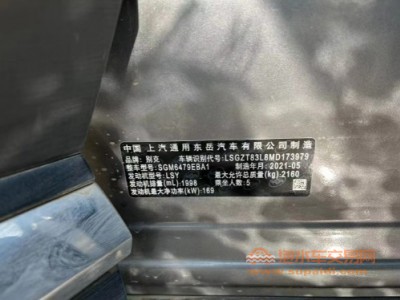 中国 上汽通用东岳汽车有限公司制造
品牌:别克 车辆识别代号:LSGZT83L8MD173979
整车型号:SGM6479EBA1 制造年月:2021-05
发动机型号:LSY 最大允许总质量(kg):2160
发动机排量(mL):1998 乘坐人数:5
发动机最大净功率(kW):169